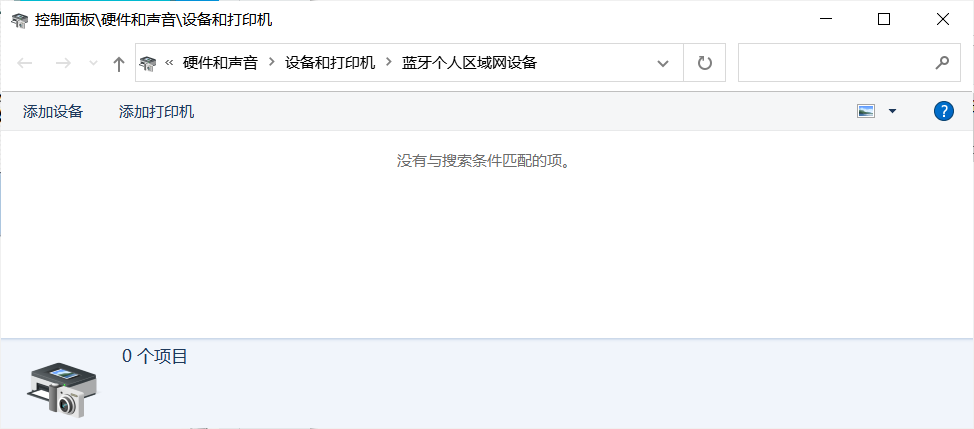 控制面板\硬件和声音\设备和打印机
« 硬件和声音 > 设备和打印机 > 蓝牙个人区域网设备
添加设备 添加打印机 ?
没有与搜索条件匹配的项。
0 个项目